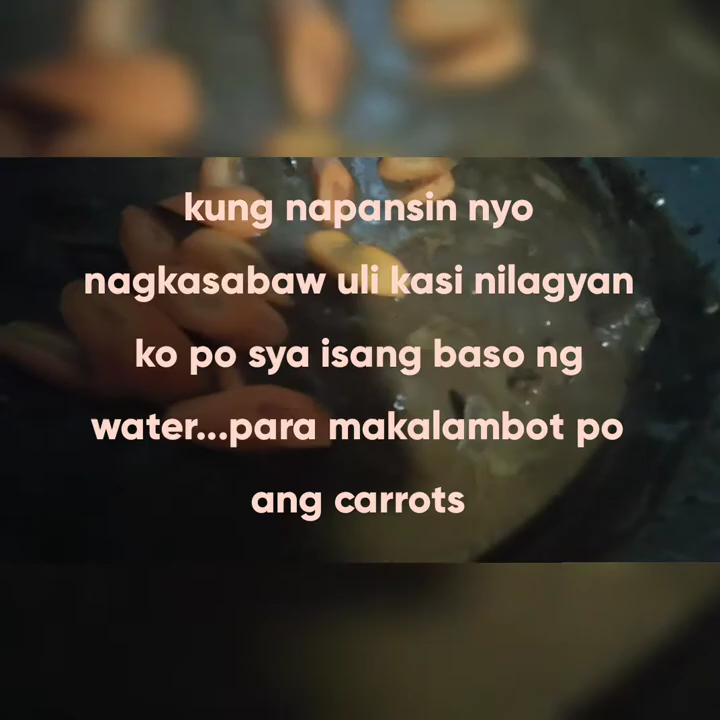 kung napansin nyo
nagkasabaw uli kasi nilagyan
ko po sya isang baso ng
water...para makalambot po
ang carrots